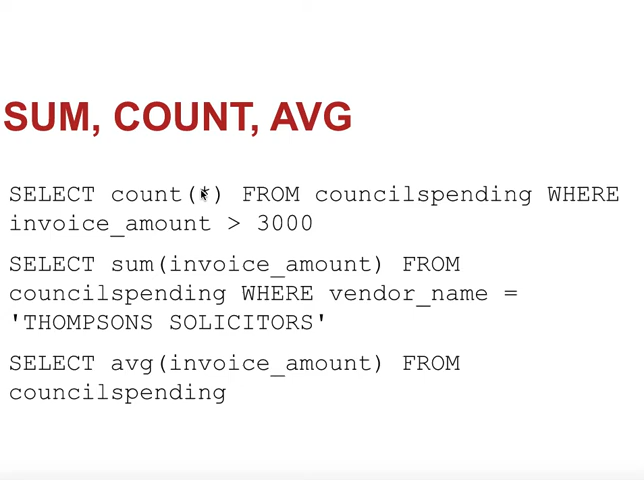 SUM, COUNT, AVG
SELECT count(*) FROM councilspending WHERE
invoice_amount > 3000
SELECT sum(invoice_amount) FROM
councilspending WHERE vendor_name =
'THOMPSONS SOLICITORS'
SELECT avg(invoice_amount) FROM
councilspending